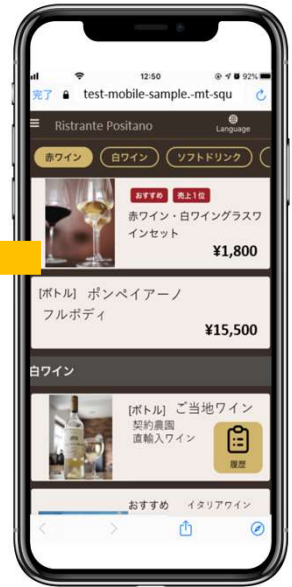 12:50
92%
完了 test-mobile-sample.-mt-squ
Ristrante Positano
Language
赤ワイン 白ワイン ソフトドリンク
おすすめ 売上1位
赤ワイン・白ワイングラスワ
インセット
¥1,800
[ボトル] ポンペイアーノ
フルボディ
¥15,500
白ワイン
[ボトル] ご当地ワイン
契約農園
直輸入ワイン
履歴
おすすめ イタリアワイン